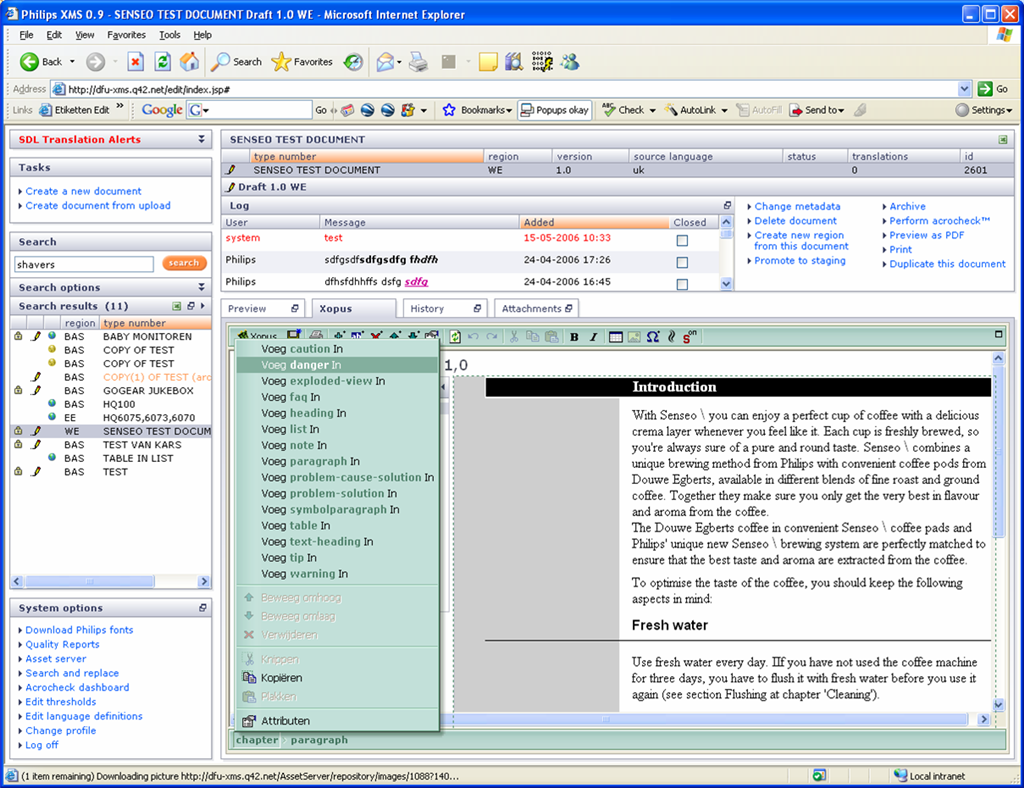 Philips XMS 0.9 - SENSEO TEST DOCUMENT Draft 1.0 WE - Microsoft Internet Explorer
File Edit View Favorites Tools Help
Back Search Favorites
Address http://dfu-xms.q42.net/edit/index.jsp# Go
Links Etiketten Edit » Google G Go Bookmarks Popups okay Check AutoLink AutoFill Send to Settings
SDL Translation Alerts
Tasks
Create a new document
Create document from upload
Search
shavers search
Search options
Search results (11)
region type number
BAS BABY MONITOREN
BAS COPY OF TEST
BAS COPY OF TEST
BAS COPY(1) OF TEST (aro
BAS GOGEAR JUKEBOX
BAS HQ100
EE HQ6075,6073,6070
WE SENSEO TEST DOCUM
BAS TEST VAN KARS
BAS TABLE IN LIST
BAS TEST
System options
Download Philips fonts
Quality Reports
Asset server
Search and replace
Acrocheck dashboard
Edit thresholds
Edit language definitions
Change profile
Log off
SENSEO TEST DOCUMENT
type number region version source language status translations id
SENSEO TEST DOCUMENT WE 1.0 uk 0 2601
Draft 1.0 WE
Log
User Message Added Closed
system test 15-05-2006 10:33
Philips sdfgsdfsdfgsdfg fhdfh 24-04-2006 17:26
Philips dfhsfdhhffs dsfg sdfg 24-04-2006 16:45
Change metadata
Delete document
Create new region
from this document
Promote to staging
Archive
Perform acrocheck™
Preview as PDF
Print
Duplicate this document
Preview Xopus History Attachments
Xopus B I
Voeg caution In
Voeg danger In
Voeg exploded-view In
Voeg faq In
Voeg heading In
Voeg list In
Voeg note In
Voeg paragraph In
Voeg problem-cause-solution In
Voeg problem-solution In
Voeg symbolparagraph In
Voeg table In
Voeg text-heading In
Voeg tip In
Voeg warning In
Beweeg omhoog
Beweeg omlaag
Verwijderen
Knippen
Kopiëren
Plakken
Attributen
1,0
Introduction
With Senseo \ you can enjoy a perfect cup of coffee with a delicious
crema layer whenever you feel like it. Each cup is freshly brewed, so
you're always sure of a pure and round taste. Senseo \ combines a
unique brewing method from Philips with convenient coffee pods from
Douwe Egberts, available in different blends of fine roast and ground
coffee. Together they make sure you only get the very best in flavour
and aroma from the coffee.
The Douwe Egberts coffee in convenient Senseo \ coffee pads and
Philips' unique new Senseo \ brewing system are perfectly matched to
ensure that the best taste and aroma are extracted from the coffee.
To optimise the taste of the coffee, you should keep the following
aspects in mind:
Fresh water
Use fresh water every day. IIf you have not used the coffee machine
for three days, you have to flush it with fresh water before you use it
again (see section Flushing at chapter 'Cleaning').
chapter paragraph
(1 item remaining) Downloading picture http://dfu-xms.q42.net/AssetServer/repository/images/1088?140... Local intranet